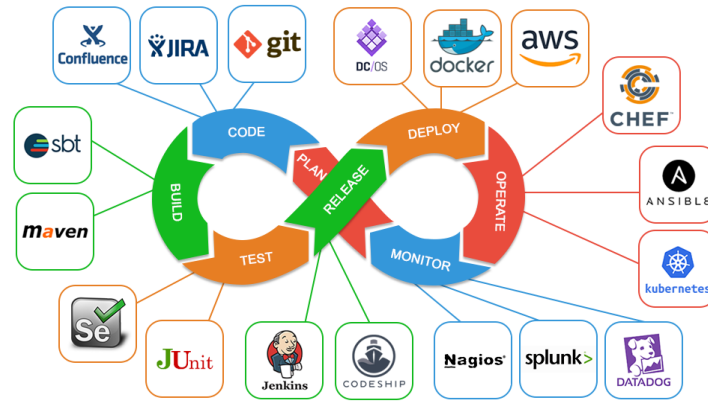 Confluence
JIRA
git
DC/OS
docker
aws
CHEF
sbt
maven
CODE
DEPLOY
PLAN
RELEASE
BUILD
OPERATE
TEST
MONITOR
A
ANSIBLE
kubernetes
Se
JUnit
Jenkins
CODESHIP
Nagios®
splunk>
DATADOG